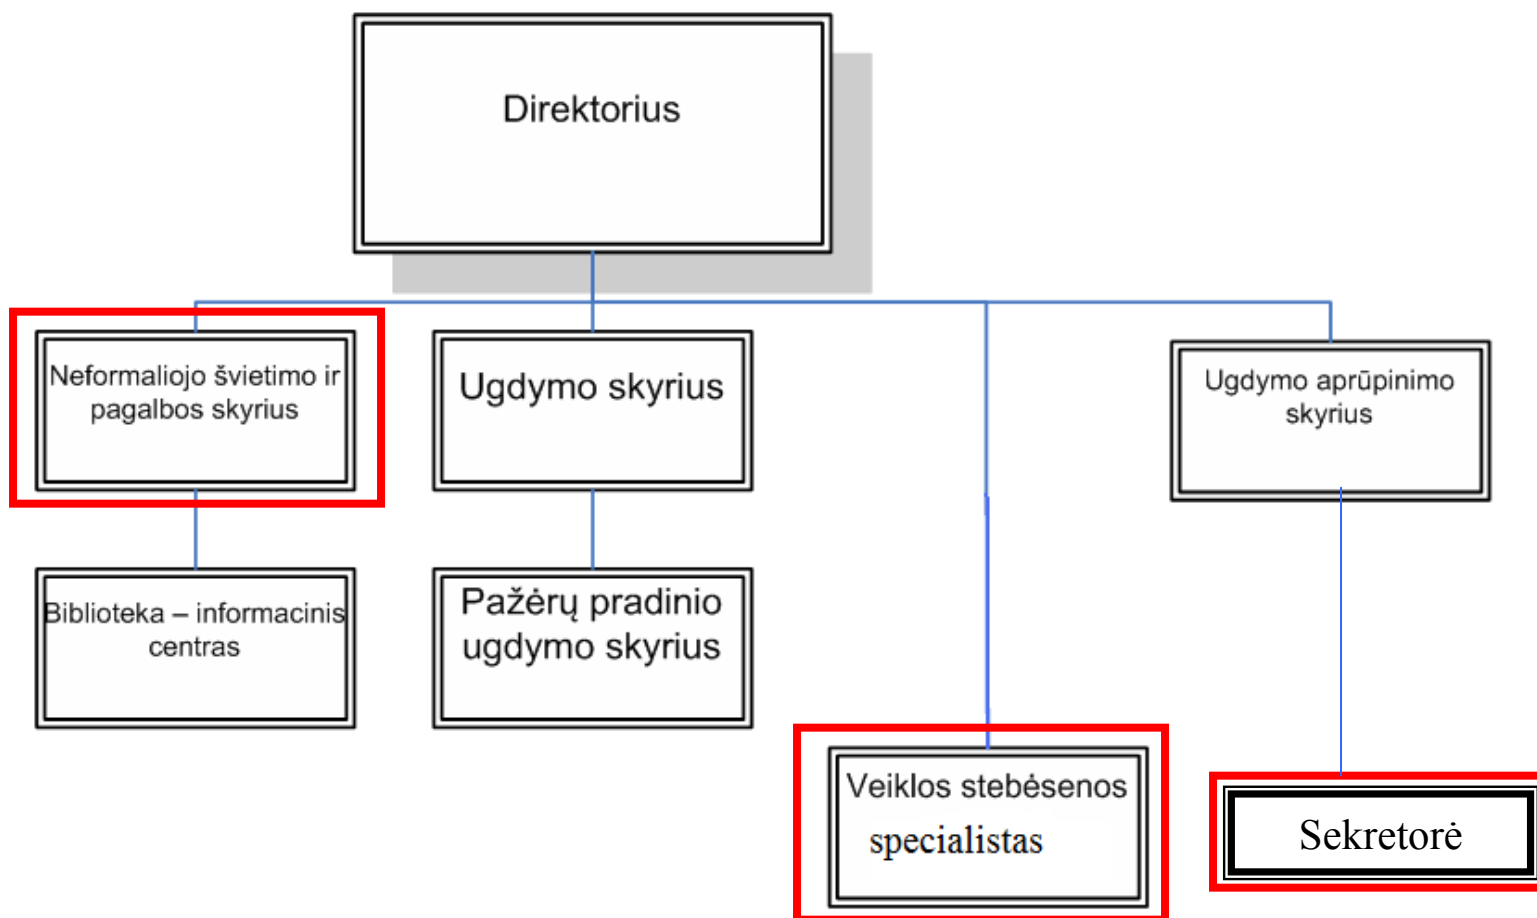 Direktorius
Neformaliojo švietimo ir
pagalbos skyrius
Ugdymo skyrius
Ugdymo aprūpinimo
skyrius
Biblioteka – informacinis
centras
Pažėrų pradinio
ugdymo skyrius
Veiklos stebėsenos
specialistas
Sekretorė